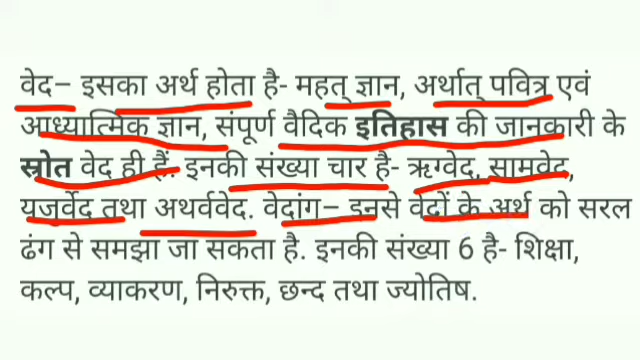 वेद– इसका अर्थ होता है- महत् ज्ञान, अर्थात् पवित्र एवं
आध्यात्मिक ज्ञान, संपूर्ण वैदिक इतिहास की जानकारी के
स्रोत वेद ही हैं. इनकी संख्या चार है- ऋग्वेद, सामवेद,
यजुर्वेद तथा अथर्ववेद. वेदांग– इनसे वेदों के अर्थ को सरल
ढंग से समझा जा सकता है. इनकी संख्या 6 है- शिक्षा,
कल्प, व्याकरण, निरुक्त, छन्द तथा ज्योतिष.